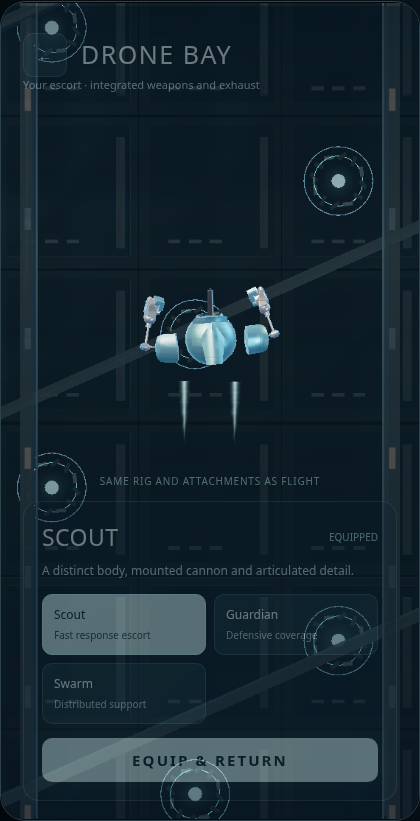 DRONE BAY
Your escort · integrated weapons and exhaust
SAME RIG AND ATTACHMENTS AS FLIGHT
SCOUT
EQUIPPED
A distinct body, mounted cannon and articulated detail.
Scout
Fast response escort
Guardian
Defensive coverage
Swarm
Distributed support
EQUIP & RETURN